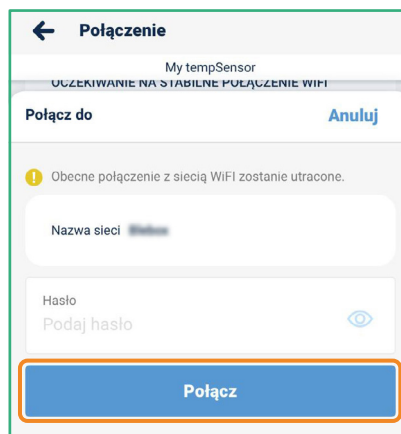 Połączenie
My tempSensor
OCZEKIWANIE NA STABILNE POŁĄCZENIE WIFI
Połącz do Anuluj
Obecne połączenie z siecią WiFI zostanie utracone.
Nazwa sieci
Hasło
Podaj hasło
Połącz